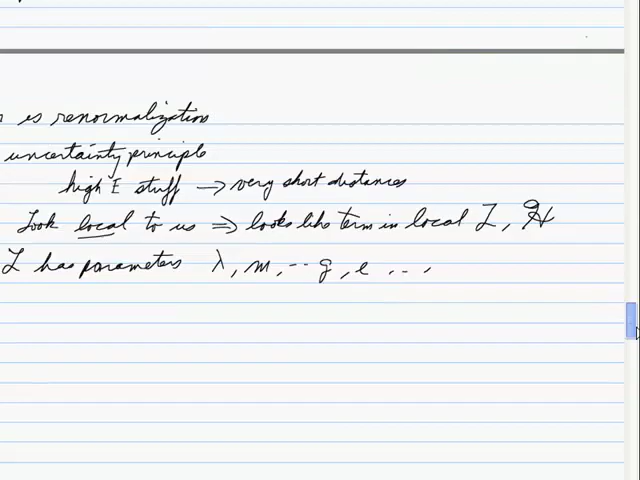 is renormalization
uncertainty principle
high E stuff → very short distances
Look local to us ⇒ looks like term in local L, H
L has parameters λ, m, -- g, e, ...,